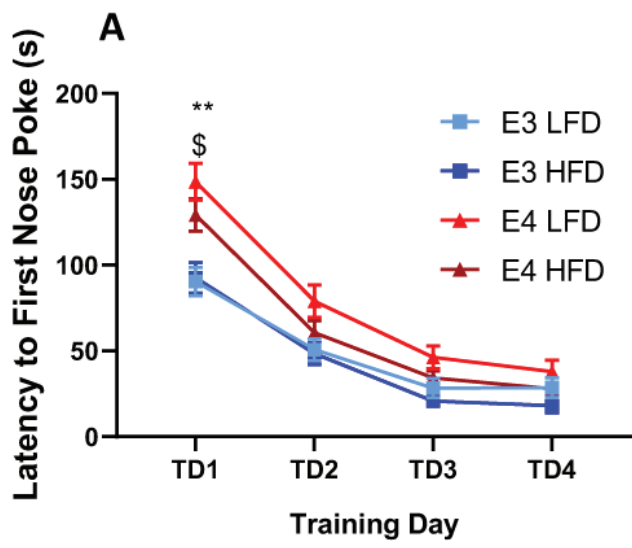 A
Latency to First Nose Poke (s)
200
150
100
50
0
**
$
E3 LFD
E3 HFD
E4 LFD
E4 HFD
TD1 TD2 TD3 TD4
Training Day